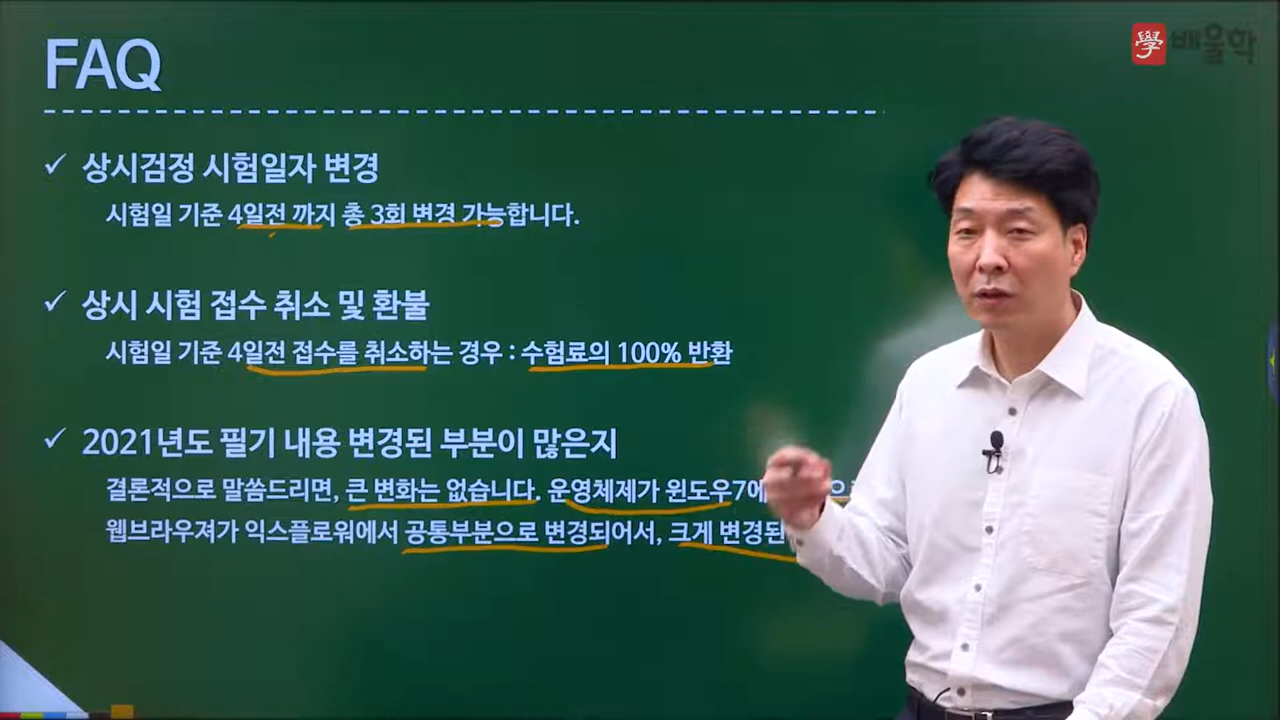 FAQ
學 배울학
✓ 상시검정 시험일자 변경
시험일 기준 4일전 까지 총 3회 변경 가능합니다.
✓ 상시 시험 접수 취소 및 환불
시험일 기준 4일전 접수를 취소하는 경우 : 수험료의 100% 반환
✓ 2021년도 필기 내용 변경된 부분이 많은지
결론적으로 말씀드리면, 큰 변화는 없습니다. 운영체제가 윈도우7에
웹브라우져가 익스플로워에서 공통부분으로 변경되어서, 크게 변경된